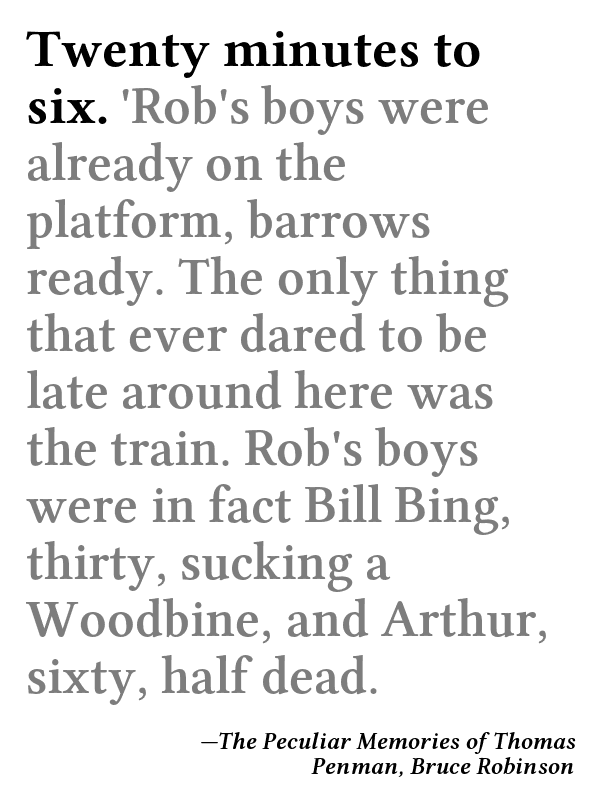 Twenty minutes to
six. 'Rob's boys were
already on the
platform, barrows
ready. The only thing
that ever dared to be
late around here was
the train. Rob's boys
were in fact Bill Bing,
thirty, sucking a
Woodbine, and Arthur,
sixty, half dead.
—The Peculiar Memories of Thomas
Penman, Bruce Robinson